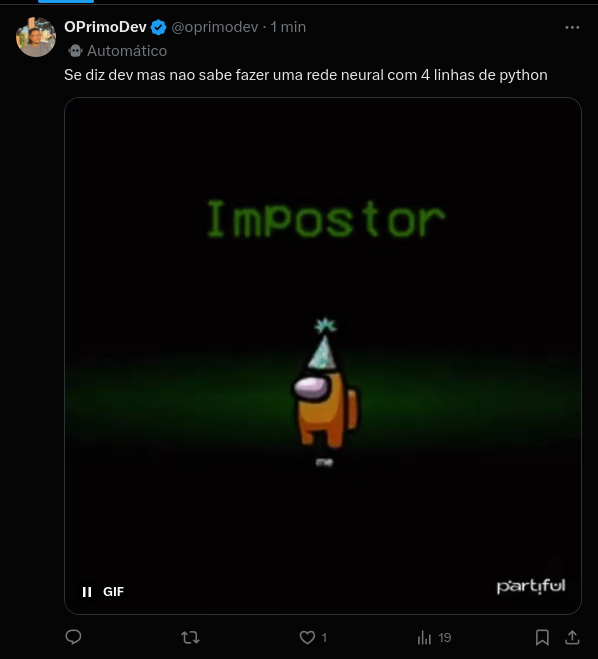 OPrimoDev @oprimodev · 1 min
Automático
Se diz dev mas nao sabe fazer uma rede neural com 4 linhas de python
Impostor
me
GIF
partiful
1 19